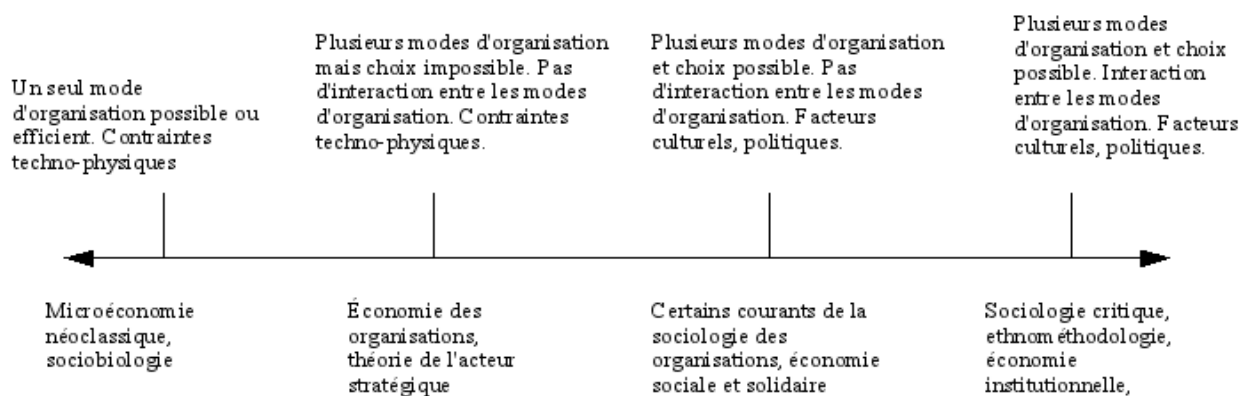 Un seul mode
d'organisation possible ou
efficient. Contraintes
techno-physiques
Plusieurs modes d'organisation
mais choix impossible. Pas
d'interaction entre les modes
d'organisation. Contraintes
techno-physiques.
Plusieurs modes d'organisation
et choix possible. Pas
d'interaction entre les modes
d'organisation. Facteurs
culturels, politiques.
Plusieurs modes
d'organisation et choix
possible. Interaction
entre les modes
d'organisation. Facteurs
culturels, politiques.
Microéconomie
néoclassique,
sociobiologie
Économie des
organisations,
théorie de l'acteur
stratégique
Certains courants de la
sociologie des
organisations, économie
sociale et solidaire
Sociologie critique,
ethnométhodologie,
économie
institutionnelle,